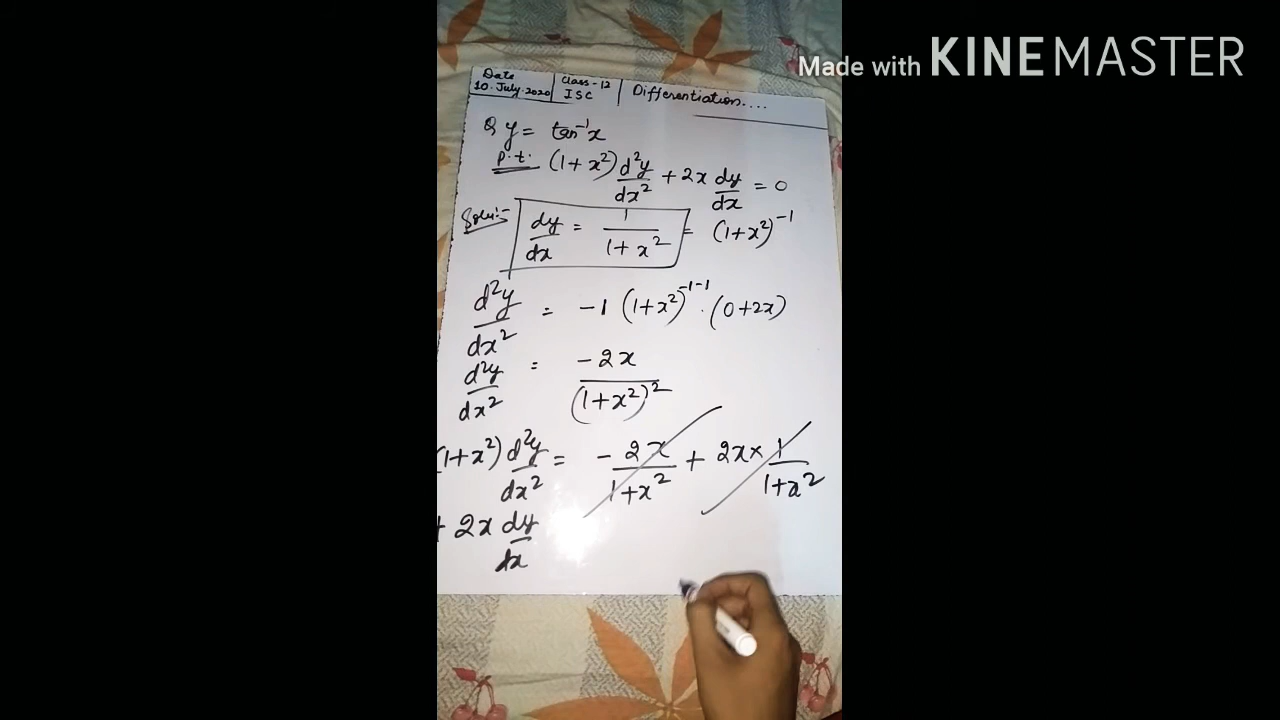 Made with KINEMASTER
Date
10.July.2020
Class-12
ISC
Differentiation....
Q y = tan⁻¹x
p.t. (1+x²) d²y/dx² + 2x dy/dx = 0
Solu:- dy/dx = 1/(1+x²) = (1+x²)⁻¹
d²y/dx² = -1 (1+x²)⁻¹⁻¹ . (0+2x)
d²y/dx² = -2x/(1+x²)²
(1+x²) d²y/dx² = - 2x/(1+x²) + 2x × 1/(1+x²)
+ 2x dy/dx